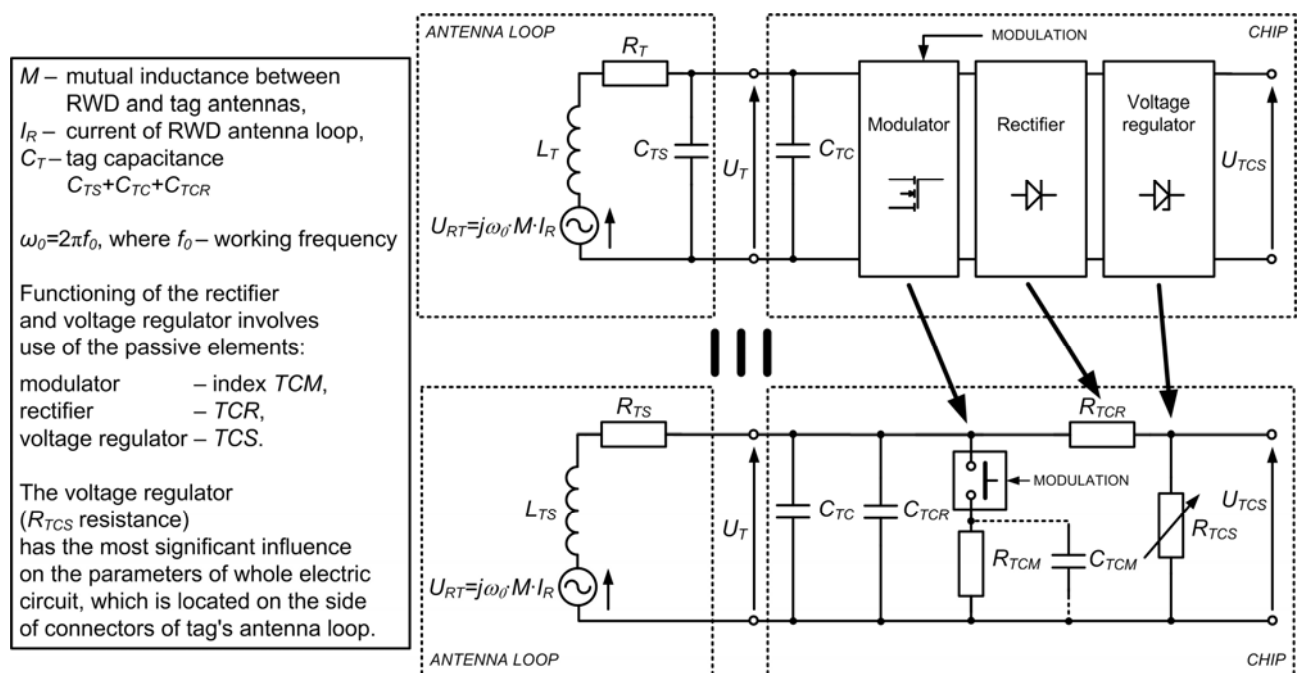 M – mutual inductance between
RWD and tag antennas,
I_R – current of RWD antenna loop,
C_T – tag capacitance
C_TS+C_TC+C_TCR
ω_0=2πf_0, where f_0 – working frequency
Functioning of the rectifier
and voltage regulator involves
use of the passive elements:
modulator – index TCM,
rectifier – TCR,
voltage regulator – TCS.
The voltage regulator
(R_TCS resistance)
has the most significant influence
on the parameters of whole electric
circuit, which is located on the side
of connectors of tag's antenna loop.
ANTENNA LOOP
R_T
L_T
C_TS
U_T
U_RT=jω_0·M·I_R
CHIP
MODULATION
C_TC
Modulator
Rectifier
Voltage
regulator
U_TCS
R_TS
L_TS
U_T
U_RT=jω_0·M·I_R
ANTENNA LOOP
R_TCR
MODULATION
C_TC
C_TCR
R_TCM
C_TCM
R_TCS
U_TCS
CHIP